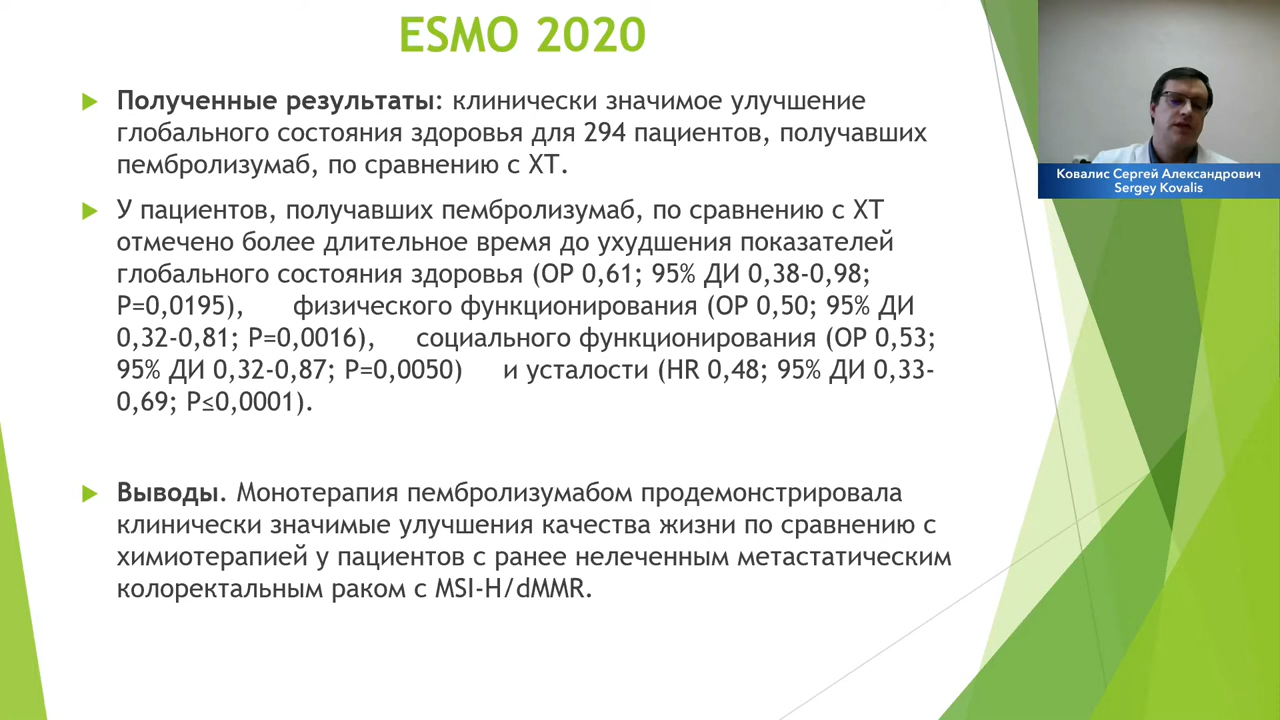 ESMO 2020
Полученные результаты: клинически значимое улучшение
глобального состояния здоровья для 294 пациентов, получавших
пембролизумаб, по сравнению с ХТ.
У пациентов, получавших пембролизумаб, по сравнению с ХТ
отмечено более длительное время до ухудшения показателей
глобального состояния здоровья (ОР 0,61; 95% ДИ 0,38-0,98;
P=0,0195), физического функционирования (ОР 0,50; 95% ДИ
0,32-0,81; P=0,0016), социального функционирования (ОР 0,53;
95% ДИ 0,32-0,87; P=0,0050) и усталости (HR 0,48; 95% ДИ 0,33-
0,69; P≤0,0001).
Выводы. Монотерапия пембролизумабом продемонстрировала
клинически значимые улучшения качества жизни по сравнению с
химиотерапией у пациентов с ранее нелеченным метастатическим
колоректальным раком с MSI-H/dMMR.
Ковалис Сергей Александрович
Sergey Kovalis